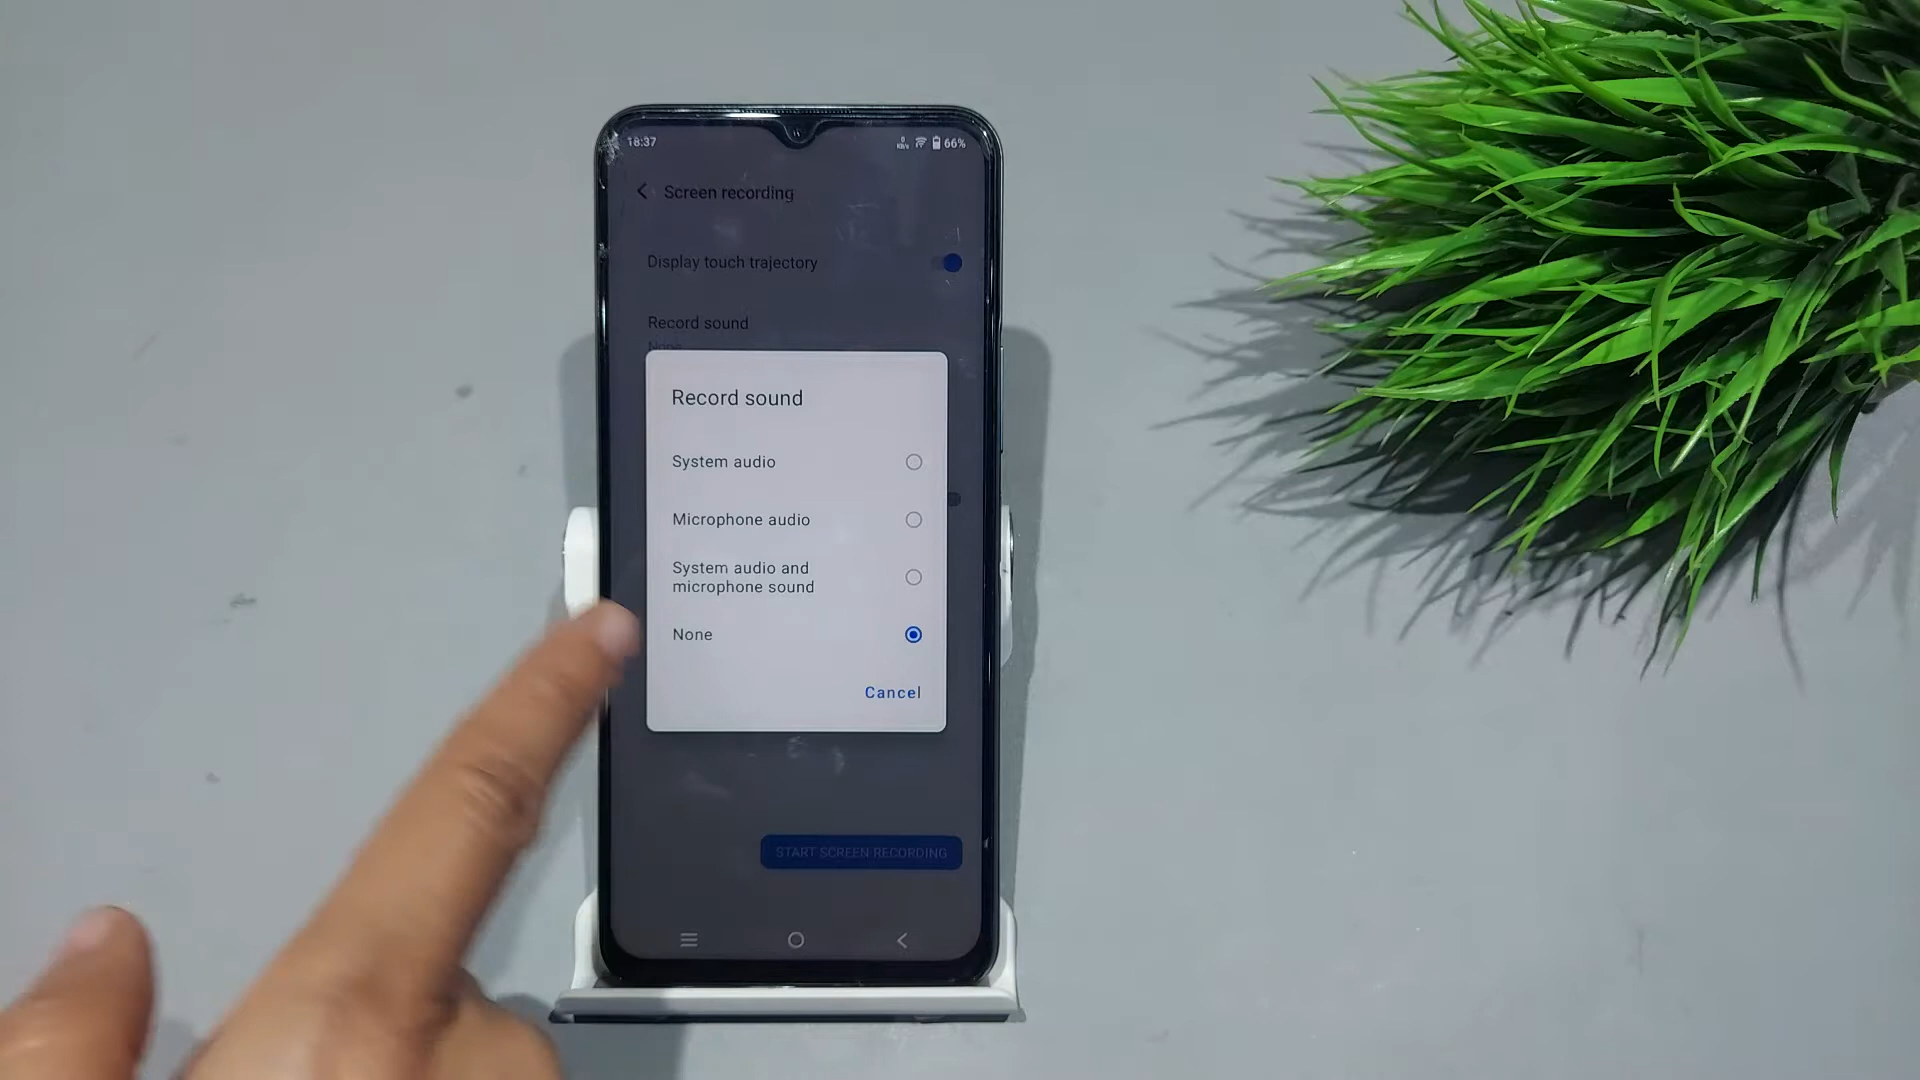 18:37
66%
Screen recording
Display touch trajectory
Record sound
None
Record sound
System audio
Microphone audio
System audio and
microphone sound
None
Cancel
START SCREEN RECORDING